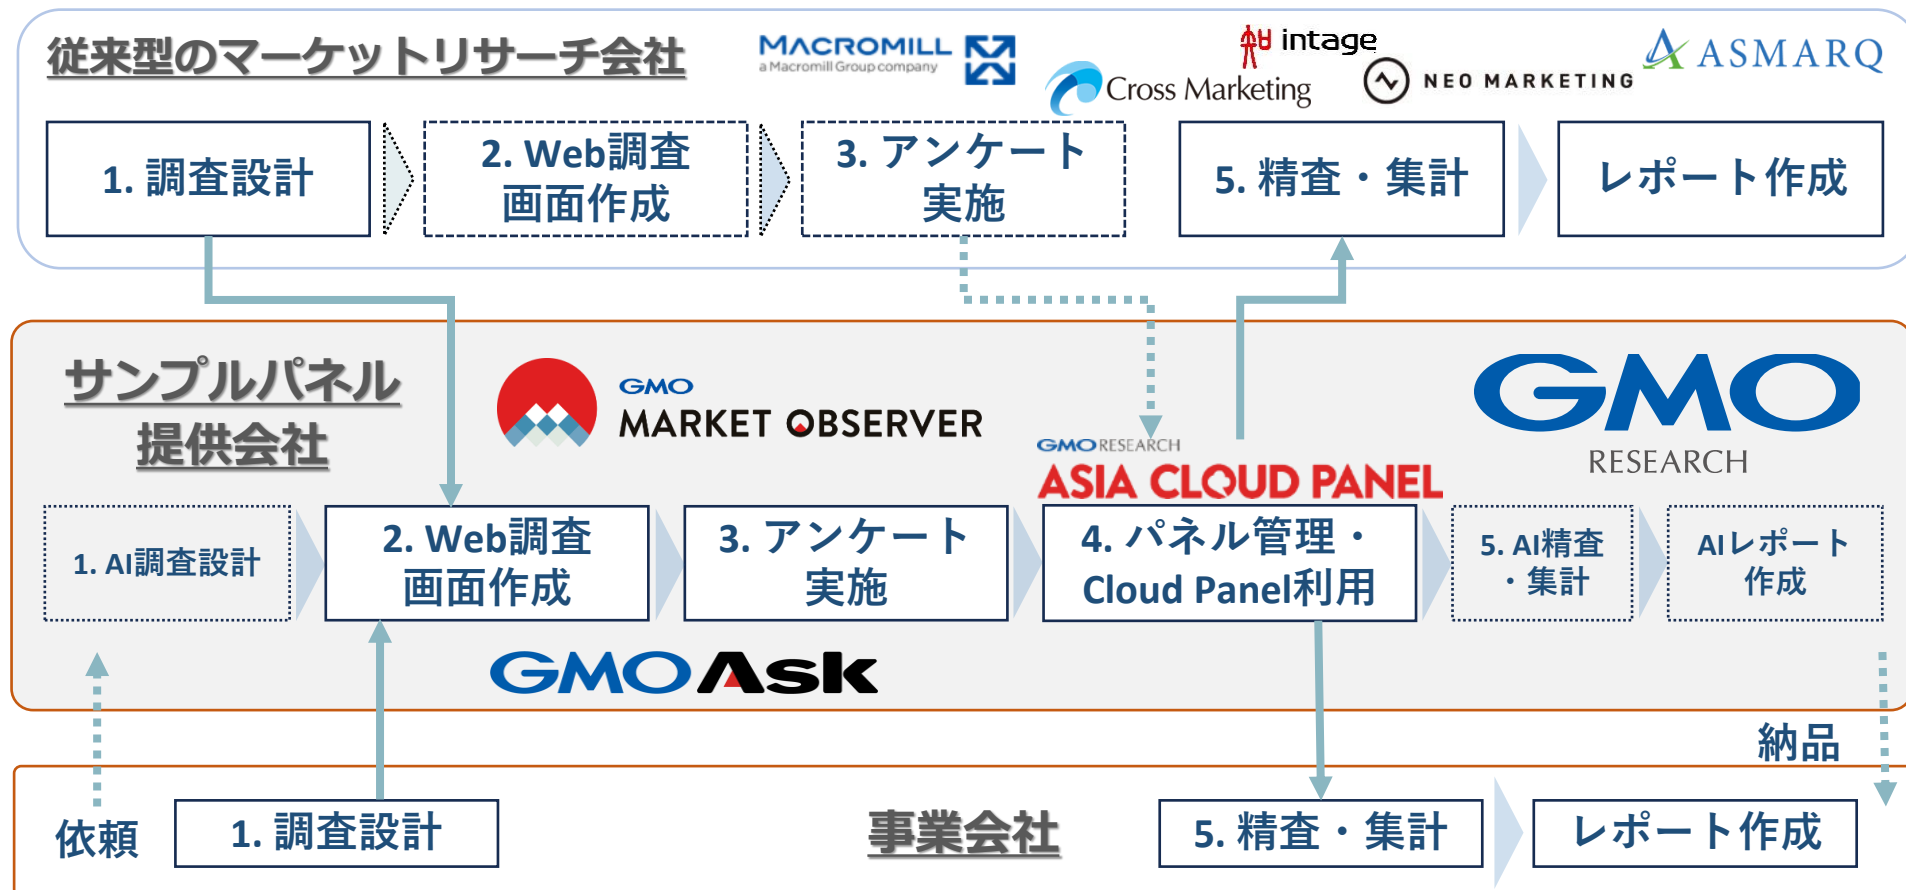 従来型のマーケットリサーチ会社
MACROMILL
a Macromill Group company
intage
Cross Marketing
NEO MARKETING
ASMARQ
1. 調査設計
2. Web調査
画面作成
3. アンケート
実施
5. 精査・集計
レポート作成
サンプルパネル
提供会社
GMO
MARKET OBSERVER
GMO RESEARCH
ASIA CLOUD PANEL
GMO
RESEARCH
1. AI調査設計
2. Web調査
画面作成
3. アンケート
実施
4. パネル管理・
Cloud Panel利用
5. AI精査
・集計
AIレポート
作成
GMO Ask
納品
依頼
1. 調査設計
事業会社
5. 精査・集計
レポート作成